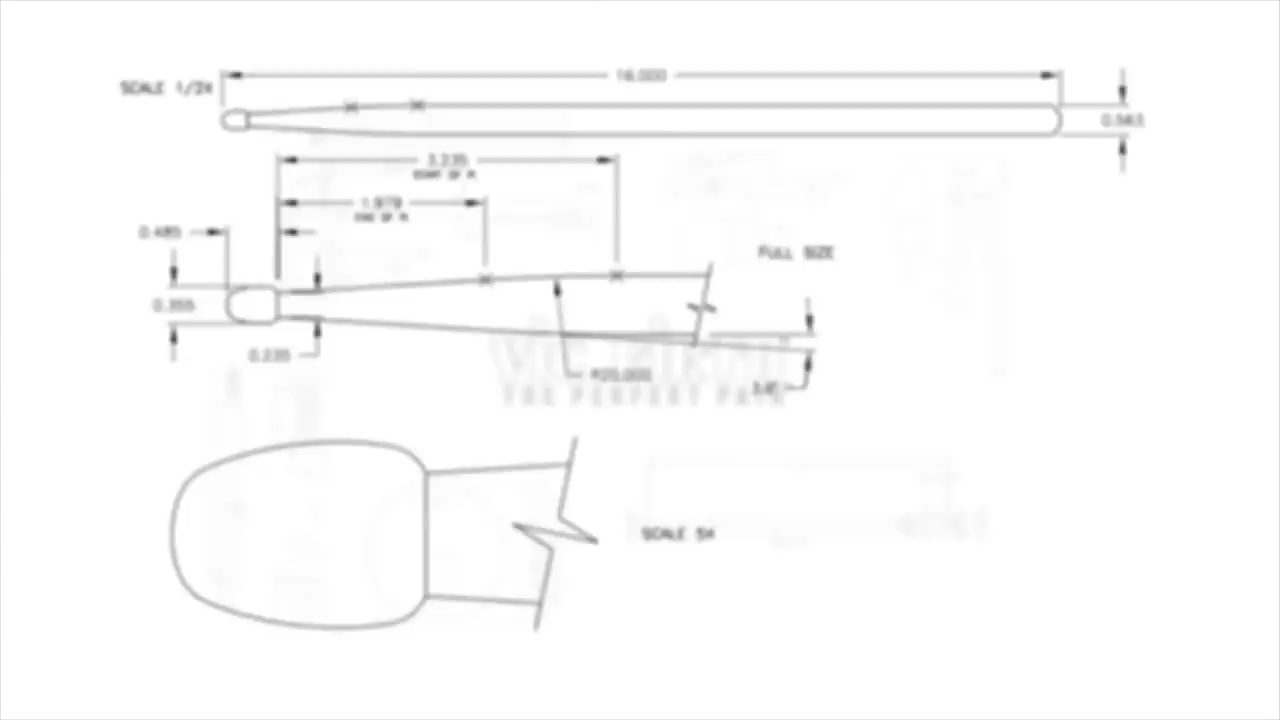 16.000
SCALE 1/2X
0.563
3.235
START OF R
1.979
END OF R
0.485
FULL SIZE
0.355
0.235
R20.000
THE PERFECT PAIR
SCALE 5X